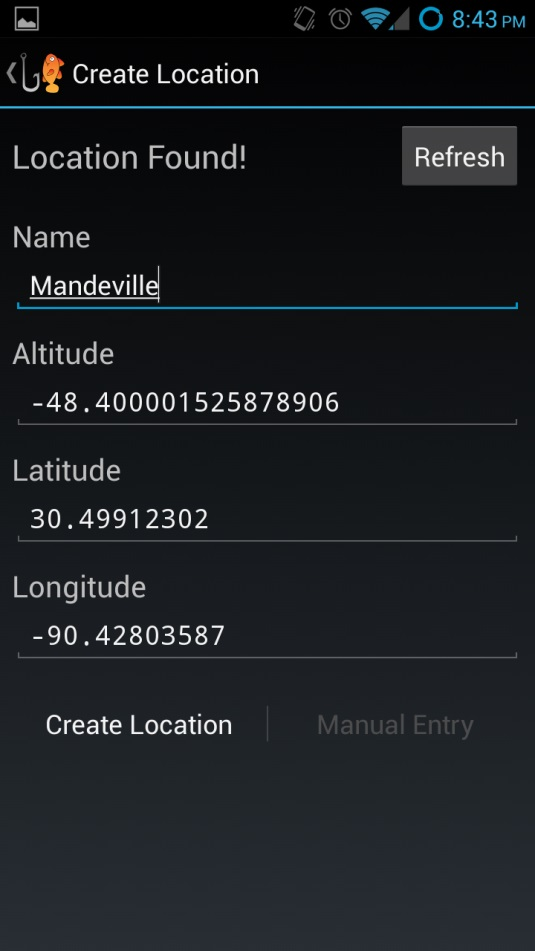 8:43 PM
Create Location
Location Found!
Refresh
Name
Mandeville
Altitude
-48.400001525878906
Latitude
30.49912302
Longitude
-90.42803587
Create Location
Manual Entry